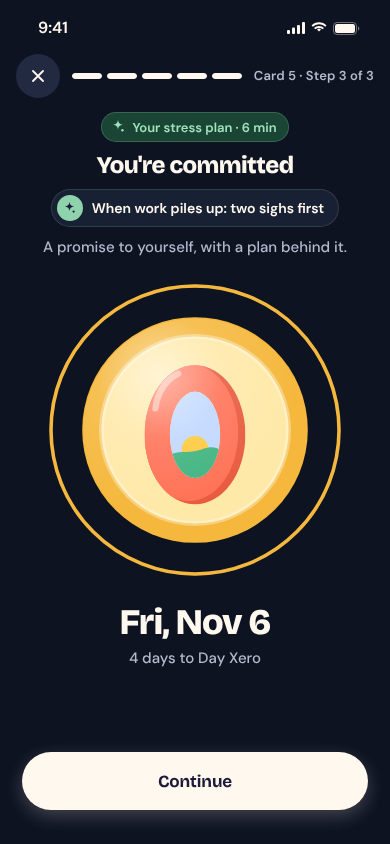 9:41
Card 5 · Step 3 of 3
Your stress plan · 6 min
You're committed
When work piles up: two sighs first
A promise to yourself, with a plan behind it.
Fri, Nov 6
4 days to Day Xero
Continue